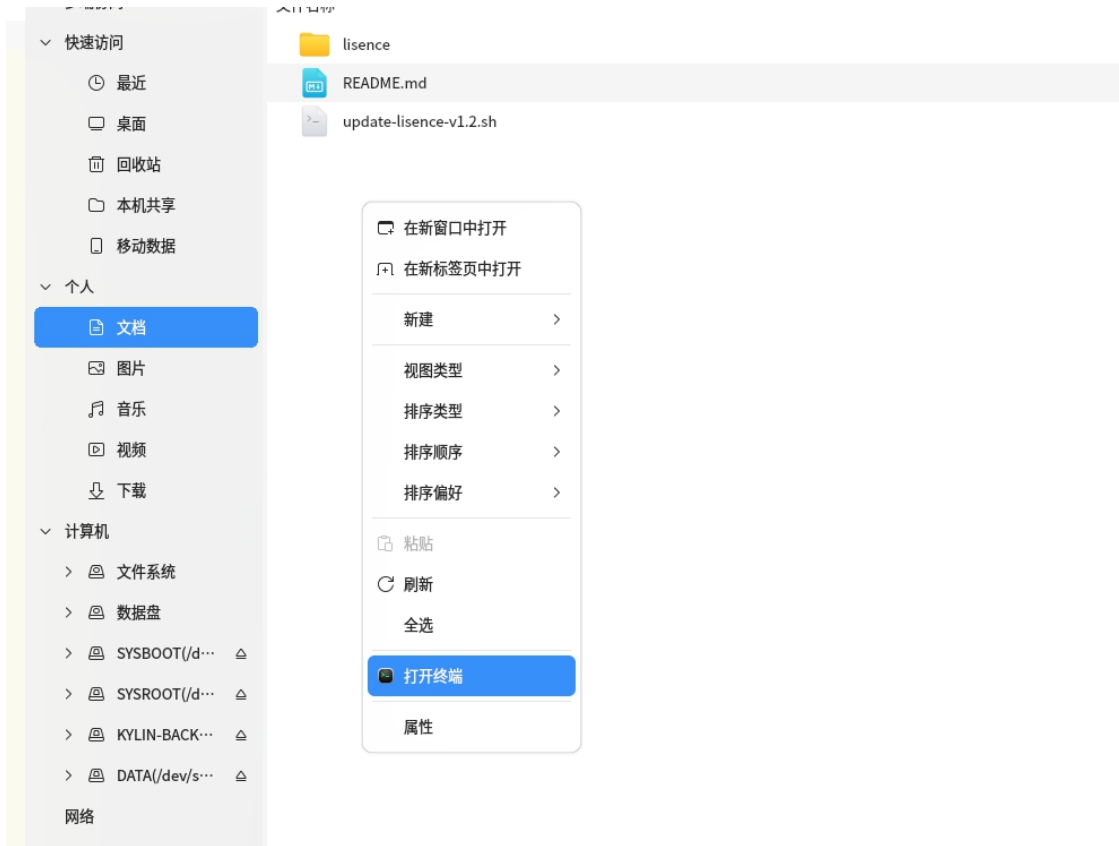 快速访问
最近
桌面
回收站
本机共享
移动数据
个人
文档
图片
音乐
视频
下载
计算机
文件系统
数据盘
SYSBOOT(/d···
SYSROOT(/d···
KYLIN-BACK···
DATA(/dev/s···
网络
文件名称
lisence
README.md
update-lisence-v1.2.sh
在新窗口中打开
在新标签页中打开
新建
视图类型
排序类型
排序顺序
排序偏好
粘贴
刷新
全选
打开终端
属性